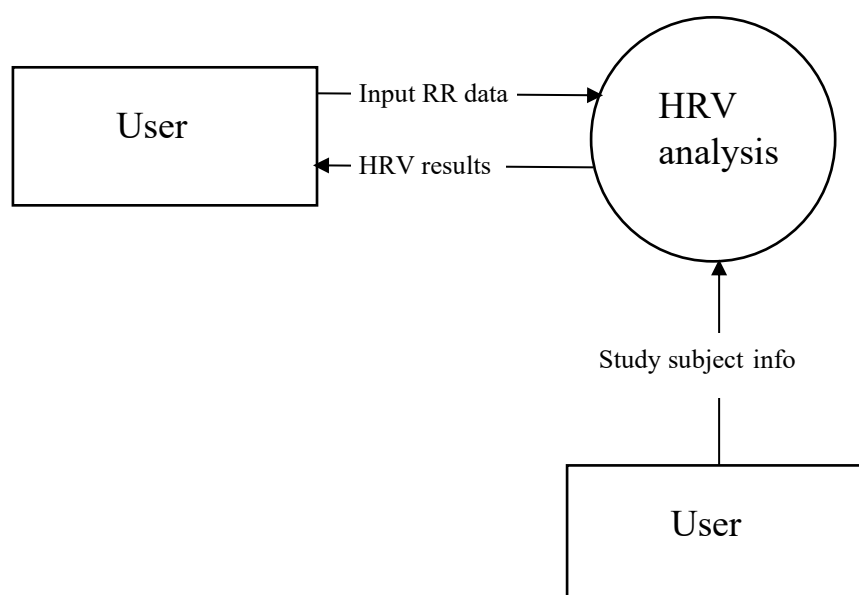 User
Input RR data
HRV
analysis
HRV results
Study subject info
User